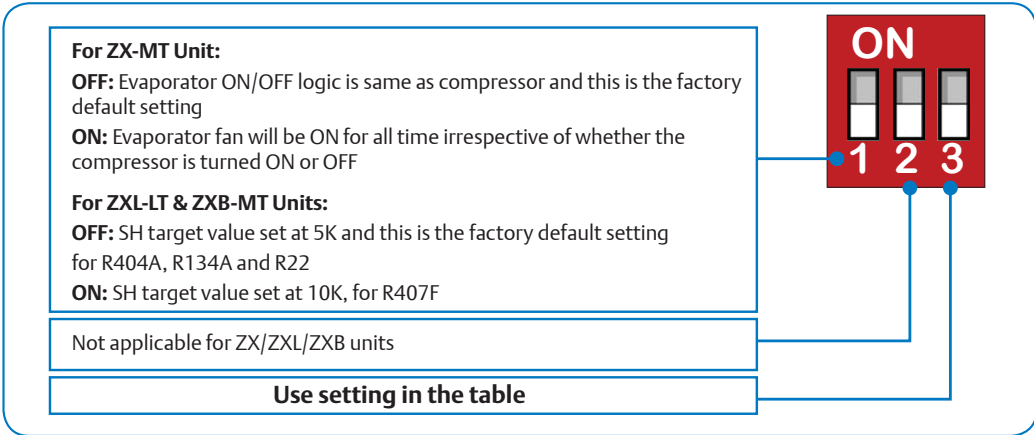 For ZX-MT Unit:
OFF: Evaporator ON/OFF logic is same as compressor and this is the factory
default setting
ON: Evaporator fan will be ON for all time irrespective of whether the
compressor is turned ON or OFF
For ZXL-LT & ZXB-MT Units:
OFF: SH target value set at 5K and this is the factory default setting
for R404A, R134A and R22
ON: SH target value set at 10K, for R407F
Not applicable for ZX/ZXL/ZXB units
Use setting in the table
ON
1 2 3